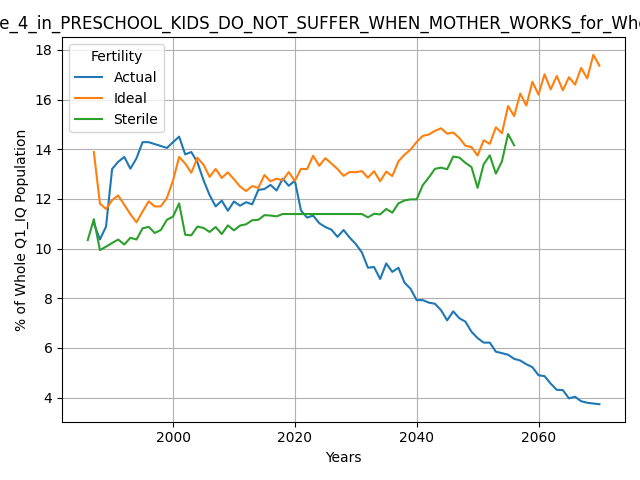 e_4_in_PRESCHOOL_KIDS_DO_NOT_SUFFER_WHEN_MOTHER_WORKS_for_Who
Fertility
Actual
Ideal
Sterile
18
16
14
12
10
8
6
4
% of Whole Q1_IQ Population
2000 2020 2040 2060
Years